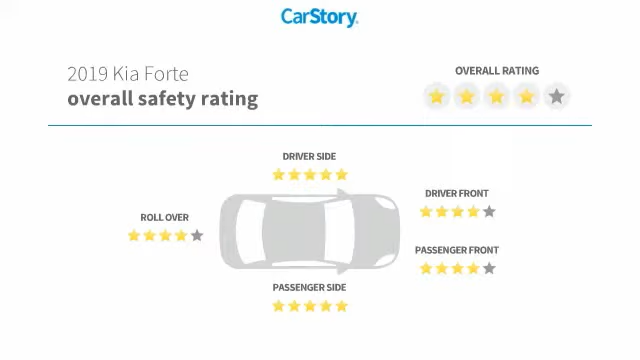 CarStory.
2019 Kia Forte
overall safety rating
OVERALL RATING
DRIVER SIDE
DRIVER FRONT
ROLL OVER
PASSENGER FRONT
PASSENGER SIDE